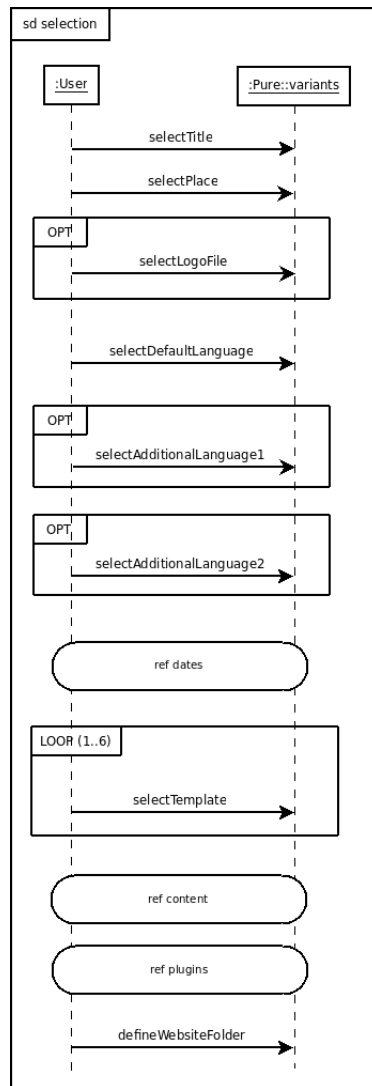 sd selection
:User
:Pure::variants
selectTitle
selectPlace
OPT
selectLogoFile
selectDefaultLanguage
OPT
selectAdditionalLanguage1
OPT
selectAdditionalLanguage2
ref dates
LOOP (1..6)
selectTemplate
ref content
ref plugins
defineWebsiteFolder